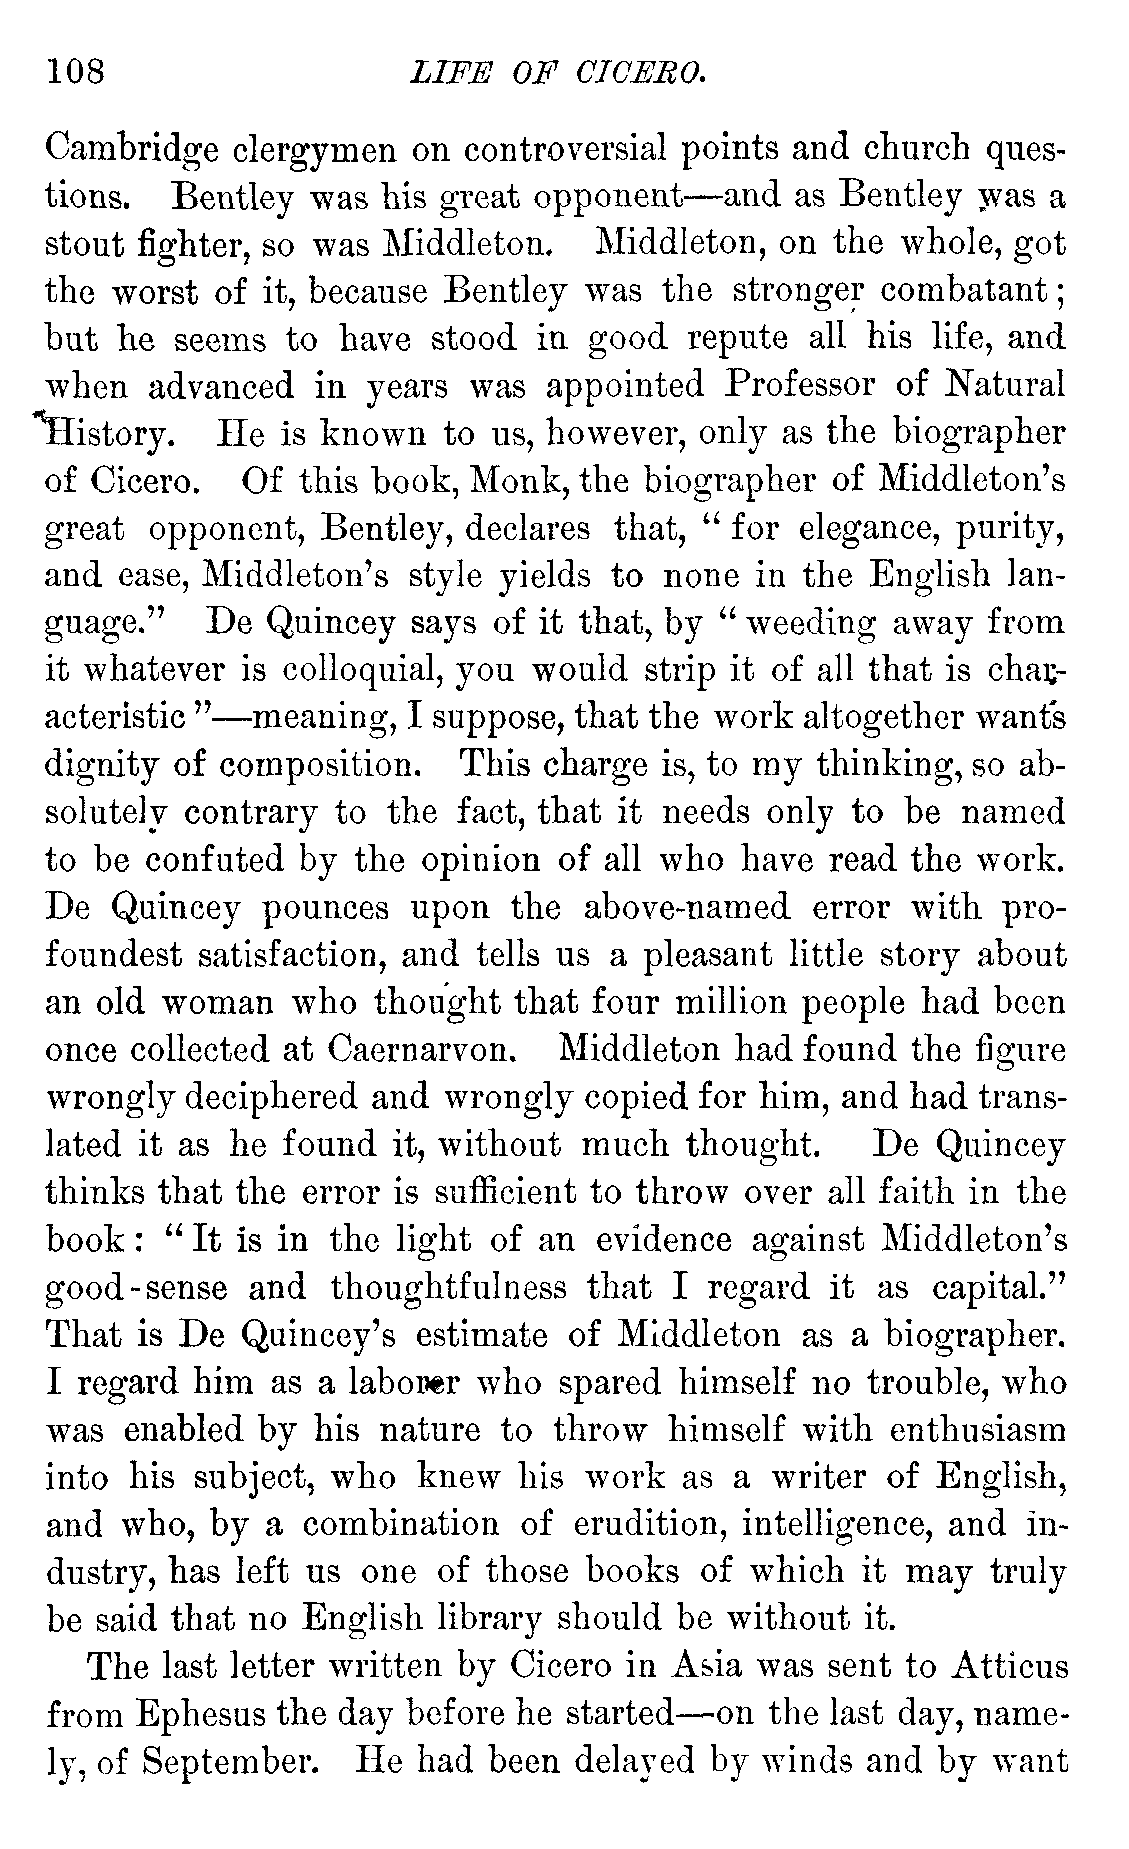 108 LIFE OF CICERO.
Cambridge clergymen on controversial points and church ques-
tions. Bentley was his great opponent—and as Bentley was a
stout fighter, so was Middleton. Middleton, on the whole, got
the worst of it, because Bentley was the stronger combatant;
but he seems to have stood in good repute all his life, and
when advanced in years was appointed Professor of Natural
History. He is known to us, however, only as the biographer
of Cicero. Of this book, Monk, the biographer of Middleton's
great opponent, Bentley, declares that, "for elegance, purity,
and ease, Middleton's style yields to none in the English lan-
guage." De Quincey says of it that, by "weeding away from
it whatever is colloquial, you would strip it of all that is char-
acteristic"—meaning, I suppose, that the work altogether wants
dignity of composition. This charge is, to my thinking, so ab-
solutely contrary to the fact, that it needs only to be named
to be confuted by the opinion of all who have read the work.
De Quincey pounces upon the above-named error with pro-
foundest satisfaction, and tells us a pleasant little story about
an old woman who thought that four million people had been
once collected at Caernarvon. Middleton had found the figure
wrongly deciphered and wrongly copied for him, and had trans-
lated it as he found it, without much thought. De Quincey
thinks that the error is sufficient to throw over all faith in the
book: "It is in the light of an evidence against Middleton's
good-sense and thoughtfulness that I regard it as capital."
That is De Quincey's estimate of Middleton as a biographer.
I regard him as a laborer who spared himself no trouble, who
was enabled by his nature to throw himself with enthusiasm
into his subject, who knew his work as a writer of English,
and who, by a combination of erudition, intelligence, and in-
dustry, has left us one of those books of which it may truly
be said that no English library should be without it.
The last letter written by Cicero in Asia was sent to Atticus
from Ephesus the day before he started—on the last day, name-
ly, of September. He had been delayed by winds and by want